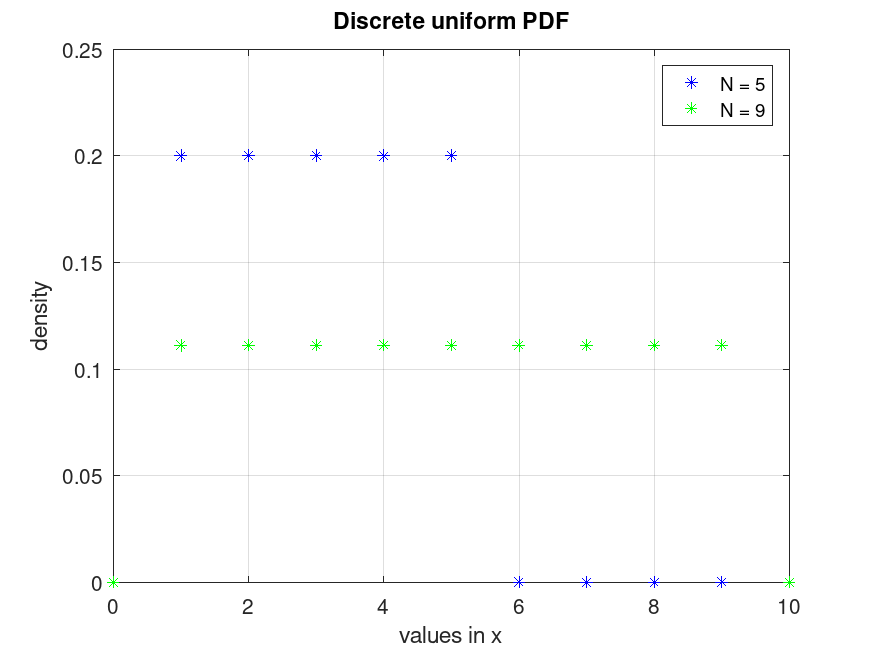 Discrete uniform PDF
0.25
0.2
0.15
0.1
0.05
0
density
N = 5
N = 9
0 2 4 6 8 10
values in x